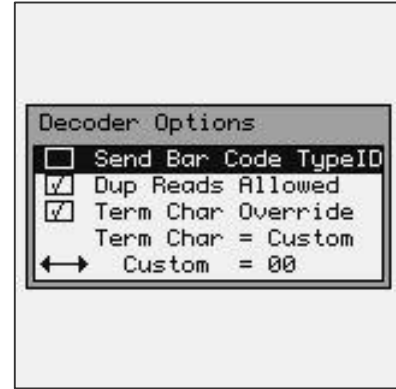 Decoder Options
Send Bar Code TypeID
Dup Reads Allowed
Term Char Override
Term Char = Custom
Custom = 00